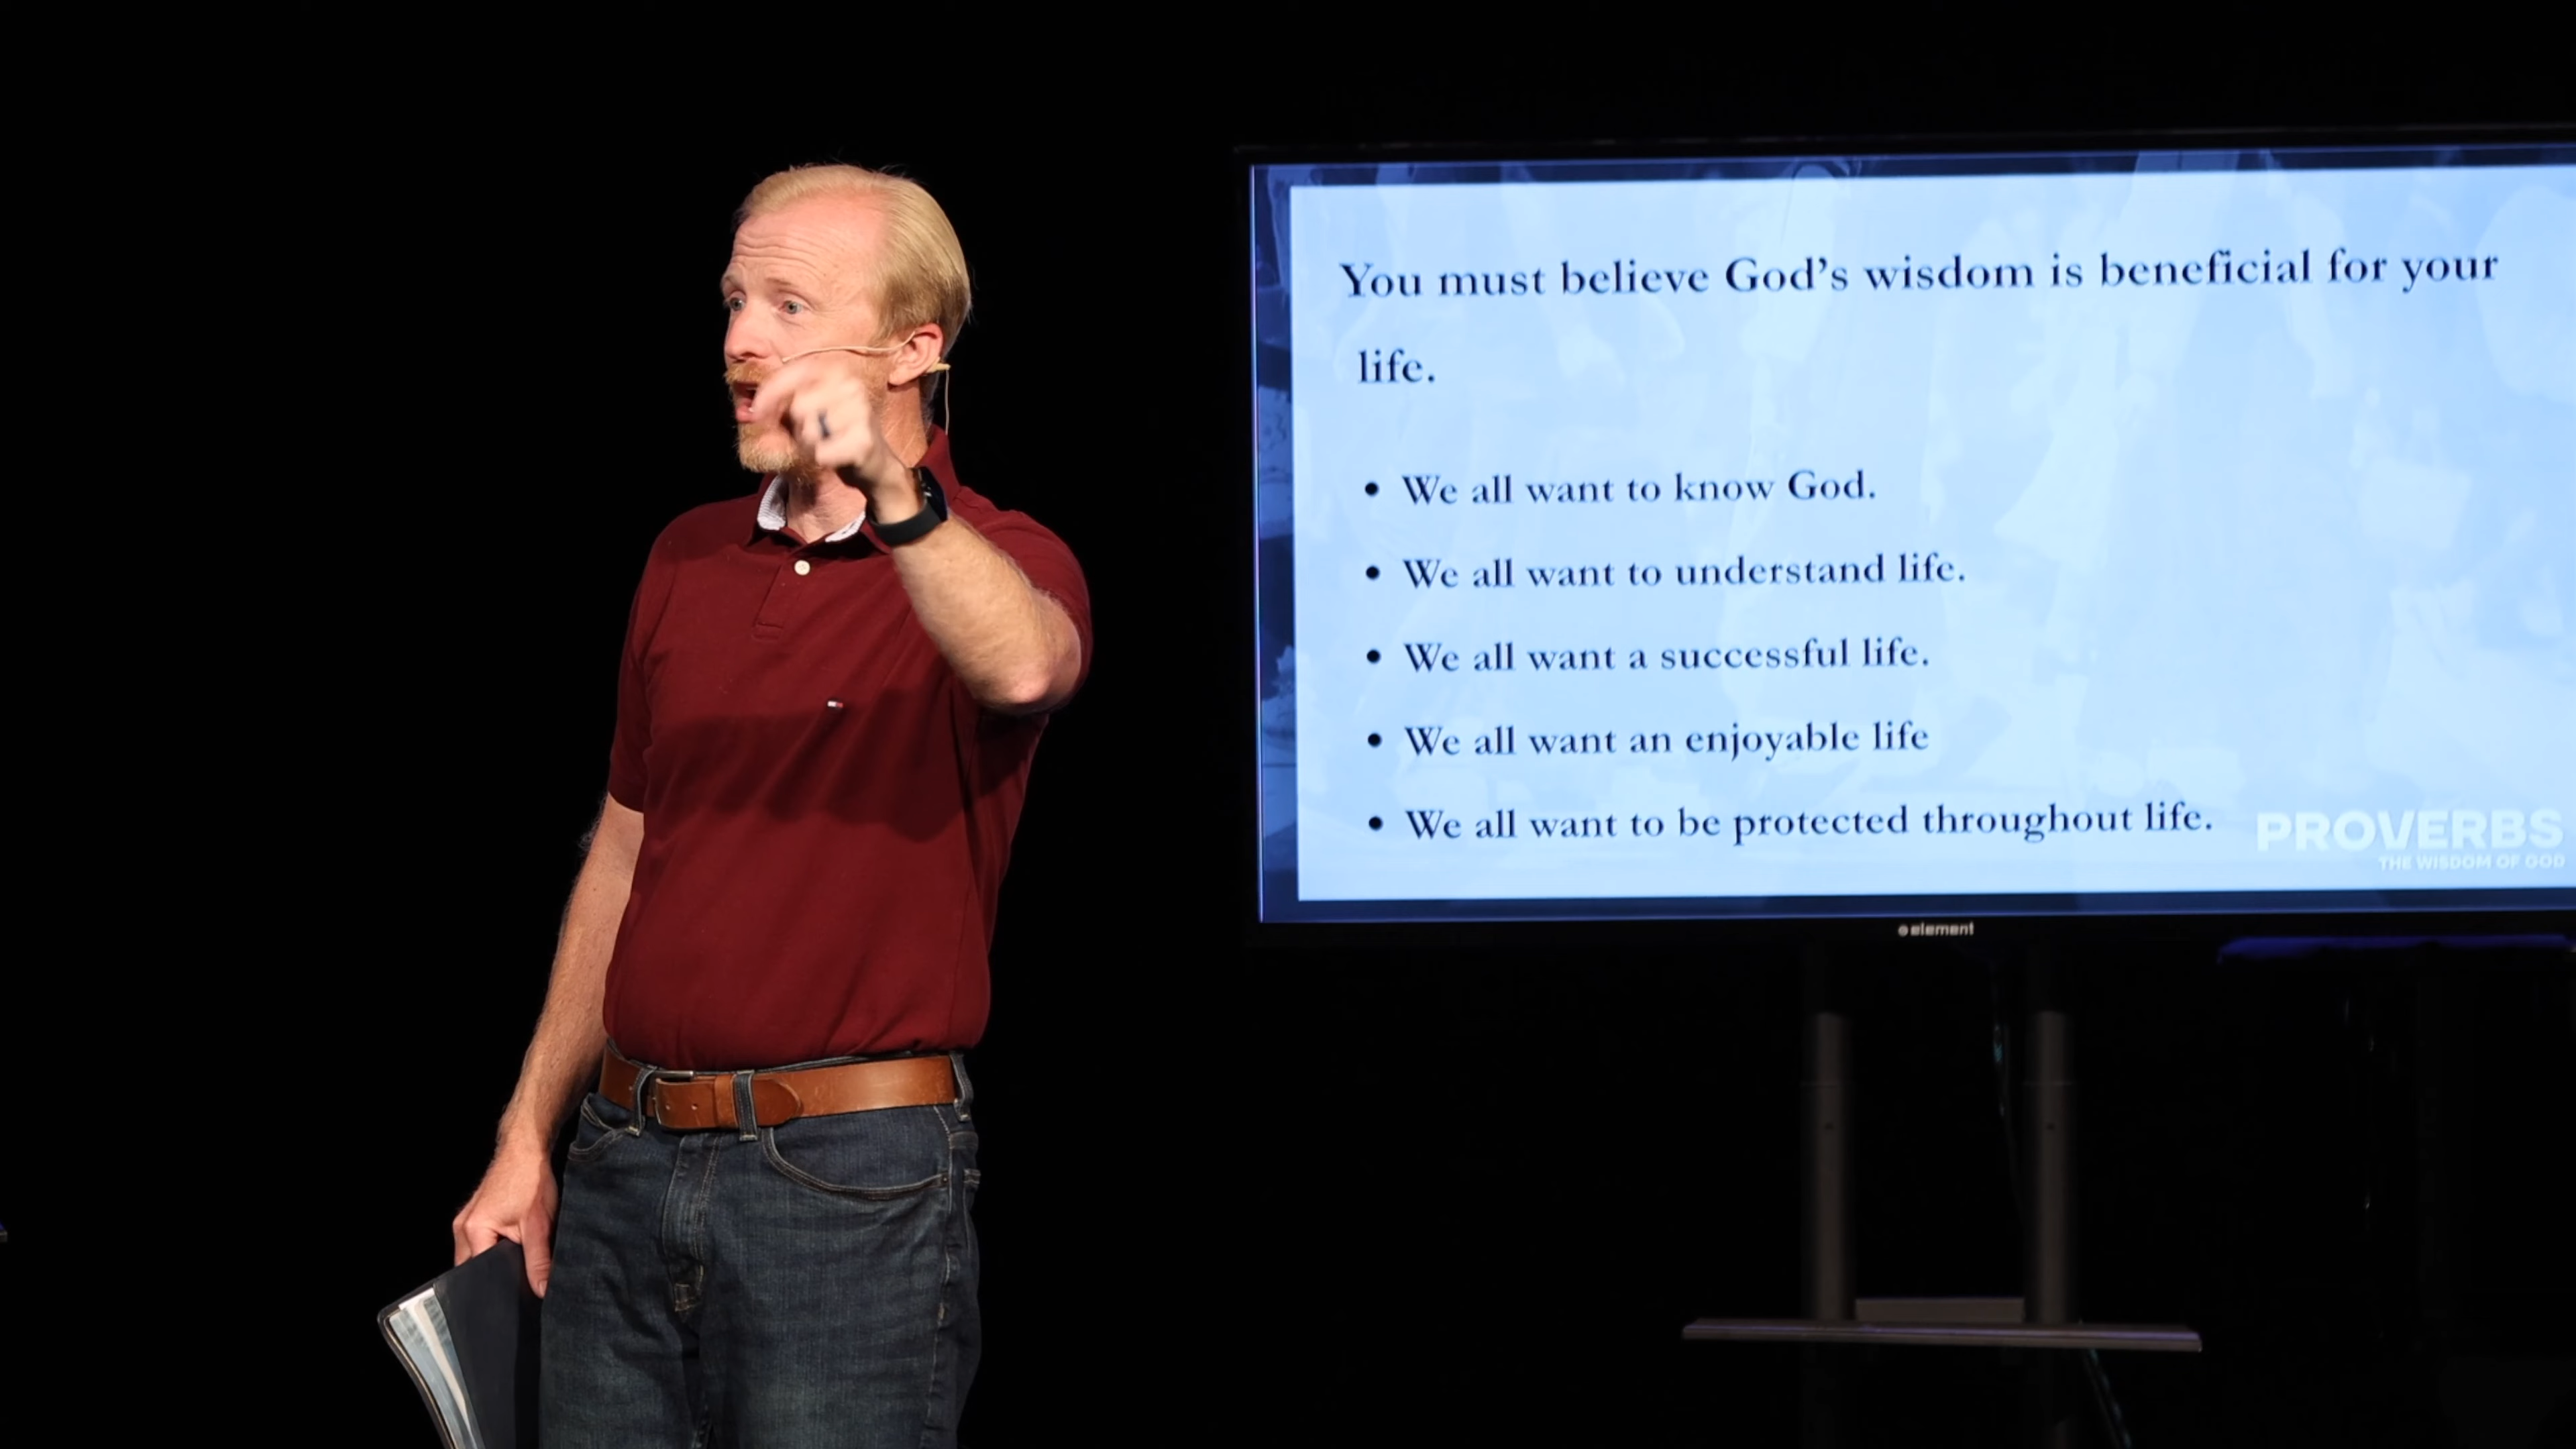 You must believe God's wisdom is beneficial for your
life.
• We all want to know God.
• We all want to understand life.
• We all want a successful life.
• We all want an enjoyable life
• We all want to be protected throughout life.
PROVERBS
THE WISDOM OF GOD
element